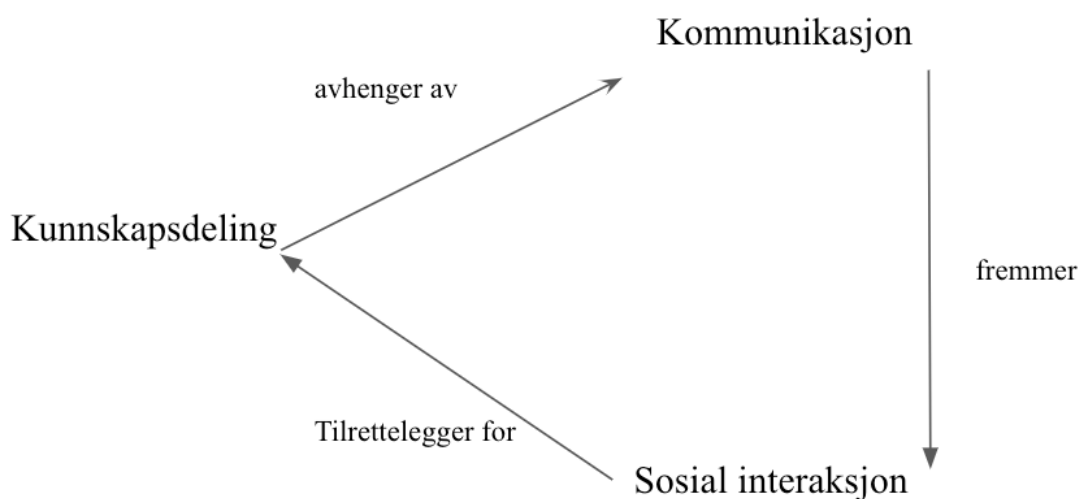 Kommunikasjon
avhenger av
Kunnskapsdeling
fremmer
Tilrettelegger for
Sosial interaksjon